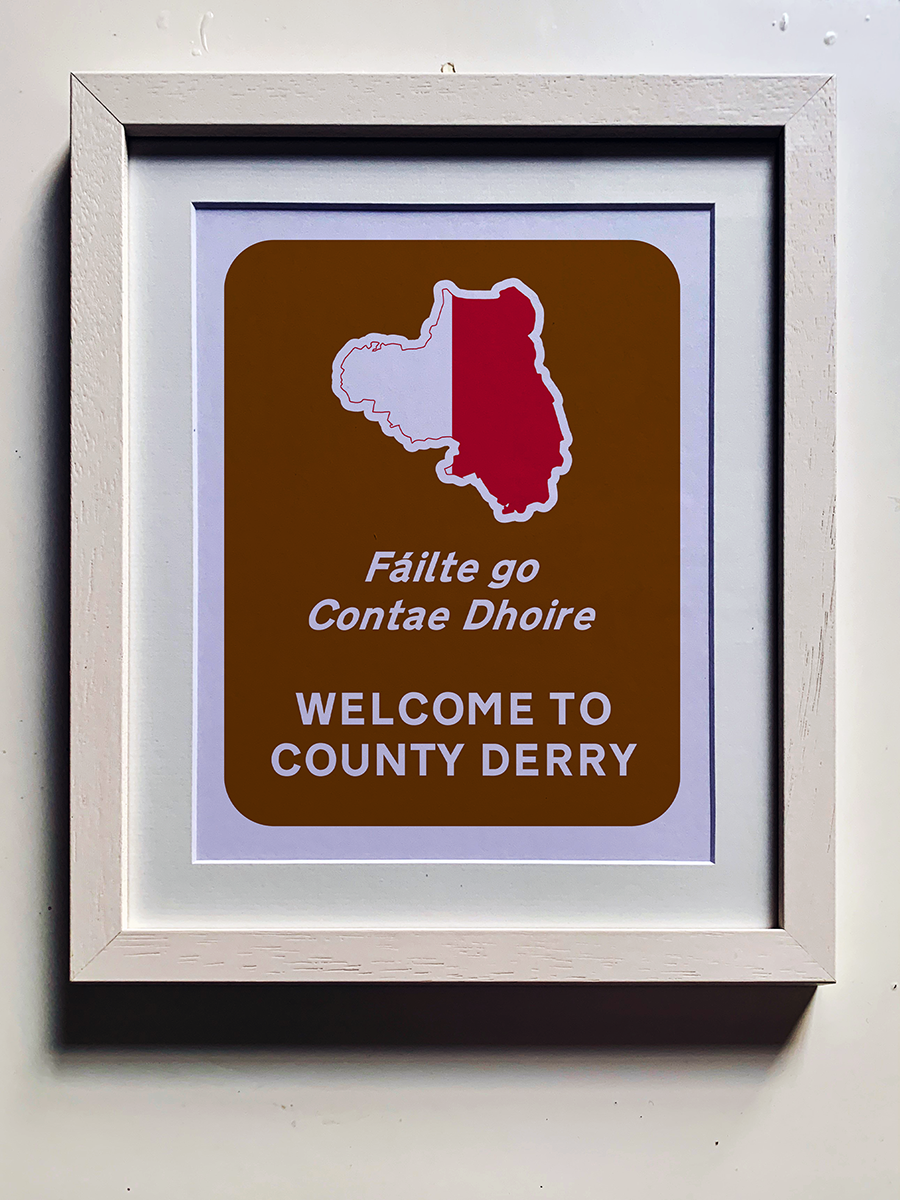 Fáilte go
Contae Dhoire
WELCOME TO
COUNTY DERRY